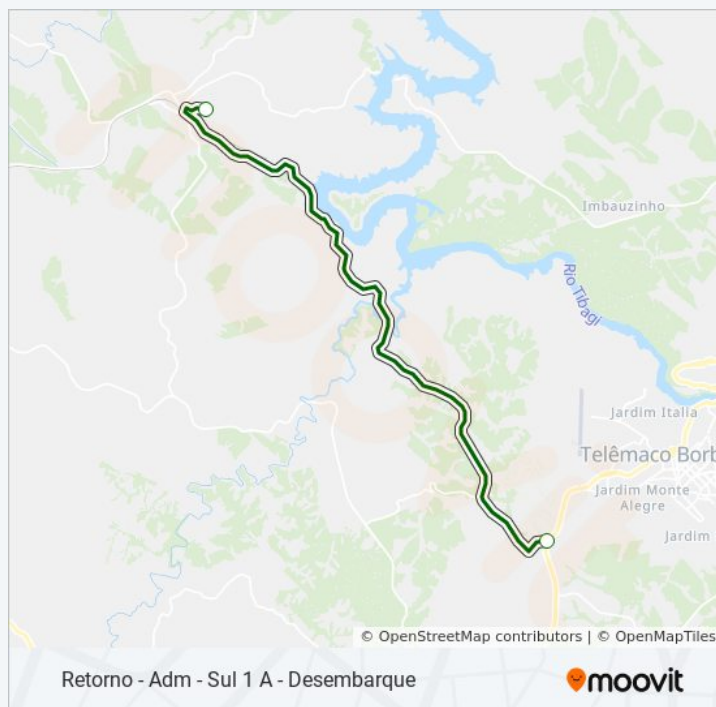 Imbauzinho
Rio Tibagi
Jardim Italia
Telêmaco Borb
Jardim Monte
Alegre
Jardim
© OpenStreetMap contributors | © OpenMapTiles
Retorno - Adm - Sul 1 A - Desembarque
moovit